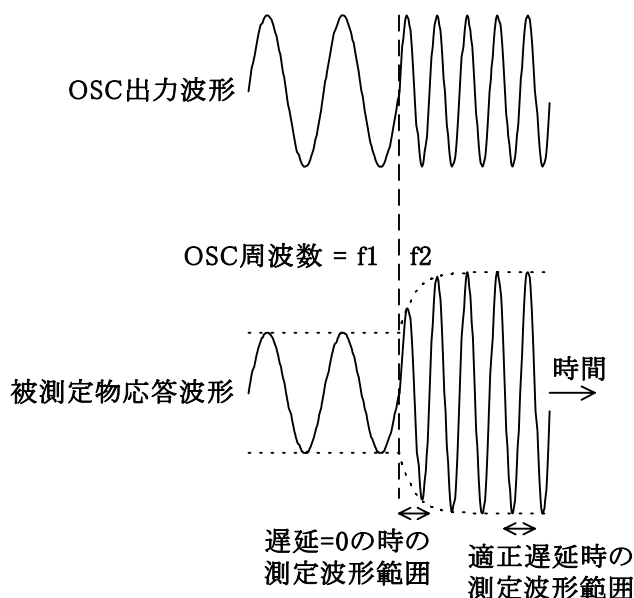 OSC出力波形
OSC周波数 = f1 f2
被測定物応答波形
時間
遅延=0の時の
測定波形範囲
適正遅延時の
測定波形範囲